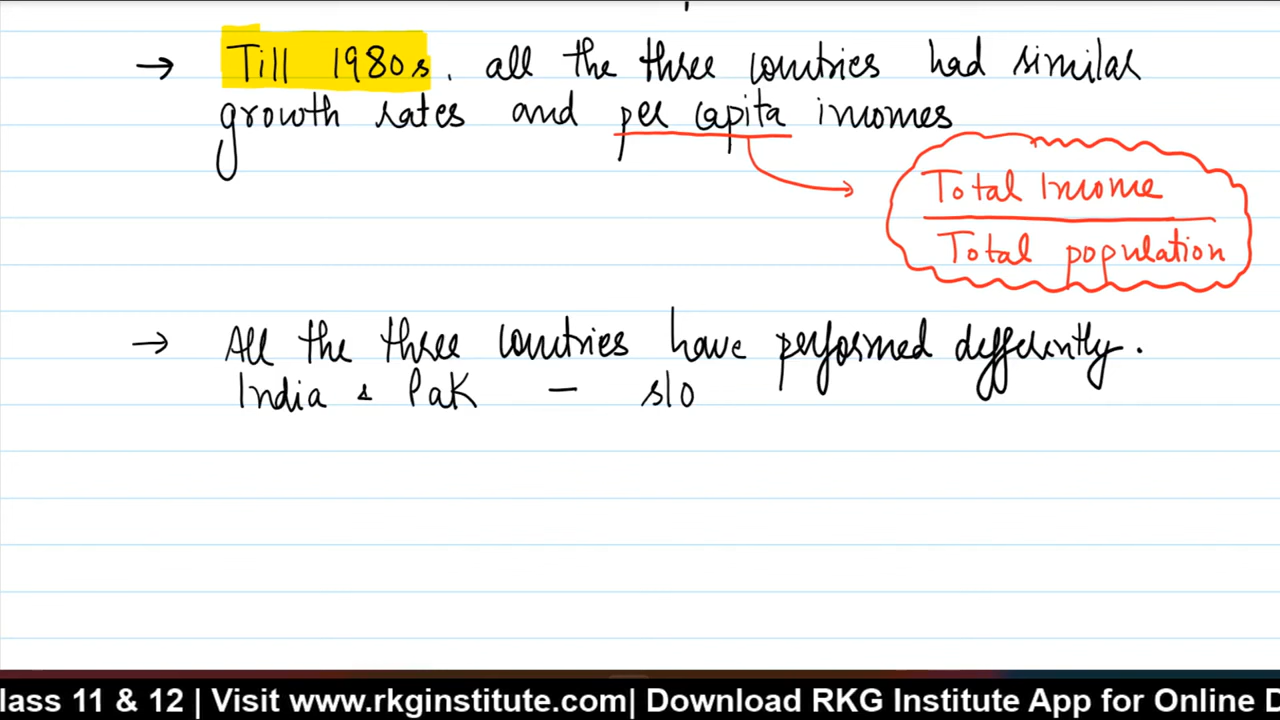 → Till 1980s, all the three countries had similar
growth rates and per capita incomes
Total Income
Total population
→ All the three countries have performed differently.
India & Pak — slo
lass 11 & 12 | Visit www.rkginstitute.com| Download RKG Institute App for Online D